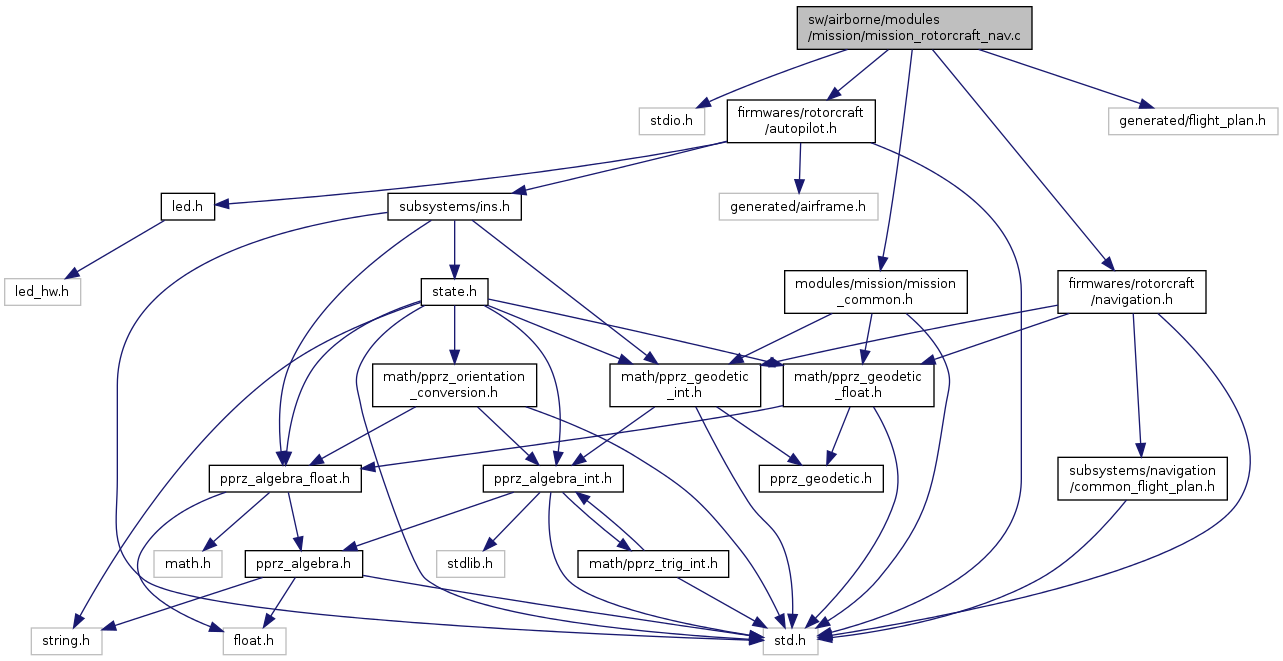 sw/airborne/modules
/mission/mission_rotorcraft_nav.c
stdio.h
firmwares/rotorcraft
/autopilot.h
generated/flight_plan.h
led.h
subsystems/ins.h
generated/airframe.h
led_hw.h
state.h
modules/mission/mission
_common.h
firmwares/rotorcraft
/navigation.h
math/pprz_orientation
_conversion.h
math/pprz_geodetic
_int.h
math/pprz_geodetic
_float.h
pprz_algebra_float.h
pprz_algebra_int.h
pprz_geodetic.h
subsystems/navigation
/common_flight_plan.h
math.h
pprz_algebra.h
stdlib.h
math/pprz_trig_int.h
string.h
float.h
std.h